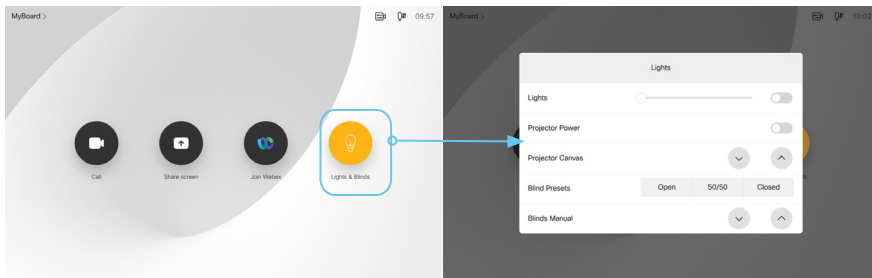 MyBoard >
09:57
Call
Share screen
Join Webex
Lights & Blinds
MyBoard >
10:02
Lights
Lights
Projector Power
Projector Canvas
Blind Presets
Open
50/50
Closed
Blinds Manual